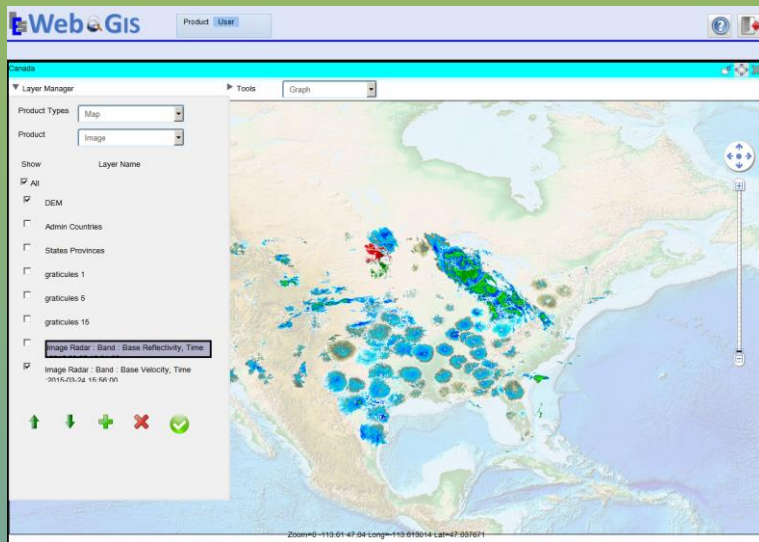 Web GIS
Product User
Canada
Layer Manager
Tools
Graph
Product Types
Map
Product
Image
Show Layer Name
All
DEM
Admin Countries
States Provinces
graticules 1
graticules 5
graticules 15
Image Radar : Band : Base Reflectivity, Time
Image Radar : Band : Base Velocity, Time
:2015-03-24 15:56:00
Zoom=0 -113.61 47.04 Long=-113.615014 Lat=47.037671